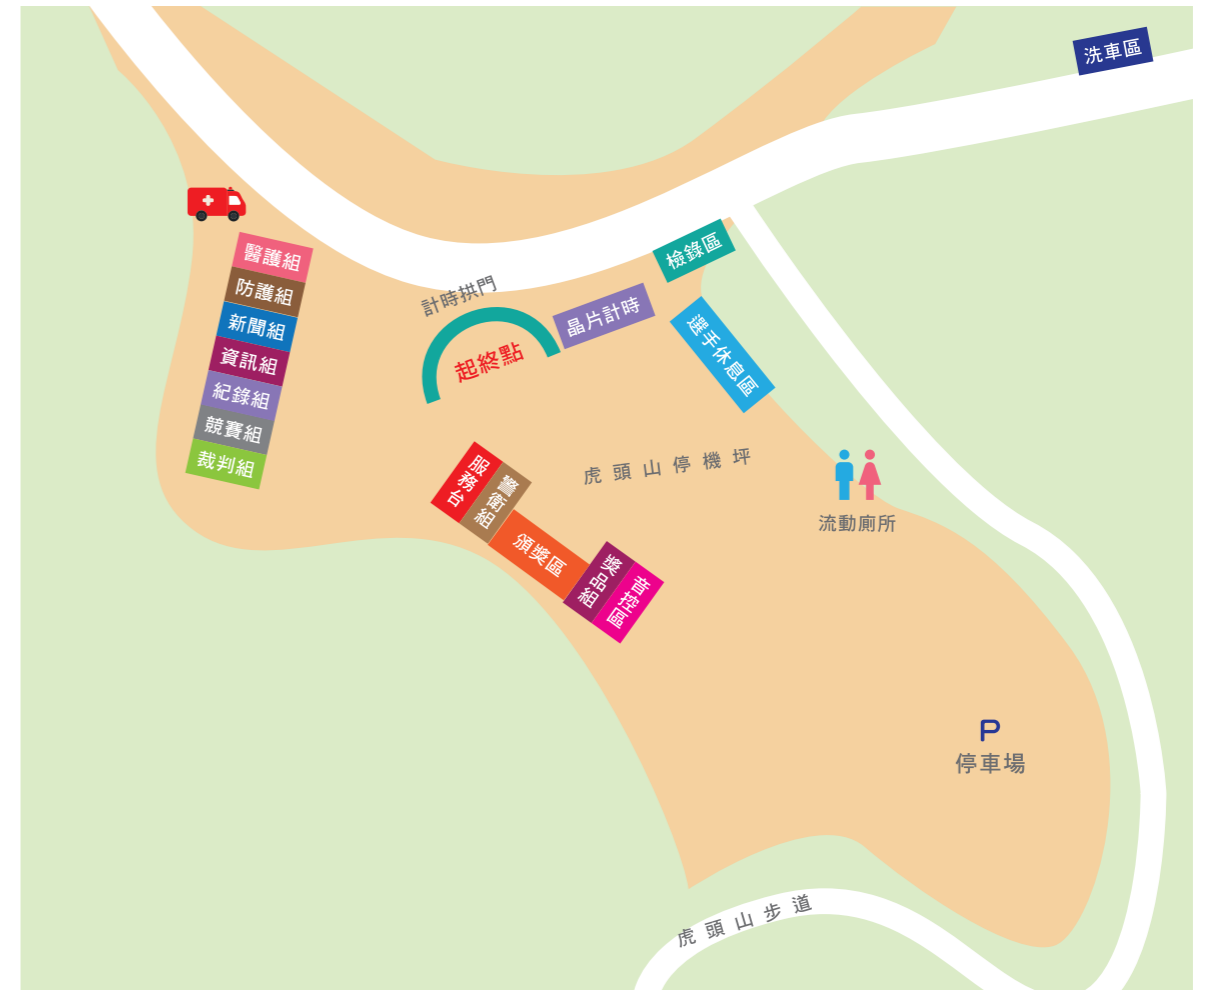 洗車區
檢錄區
醫護組
防護組
新聞組
資訊組
紀錄組
競賽組
裁判組
計時拱門
起終點
晶片計時
選手休息區
虎頭山停機坪
服務台
警衛組
頒獎區
獎品組
音控區
流動廁所
P
停車場
虎頭山步道